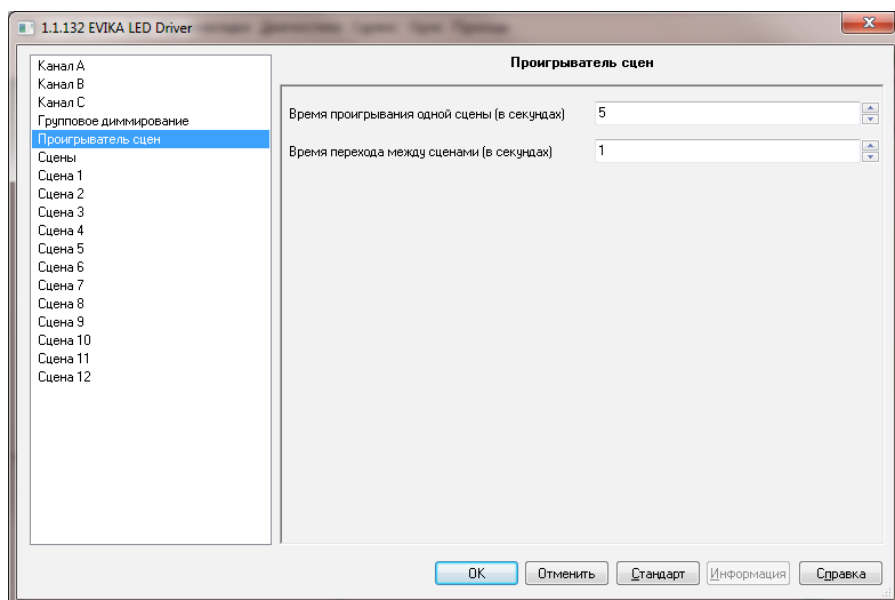 1.1.132 EVIKA LED Driver
Канал A
Канал B
Канал C
Групповое диммирование
Проигрыватель сцен
Сцены
Сцена 1
Сцена 2
Сцена 3
Сцена 4
Сцена 5
Сцена 6
Сцена 7
Сцена 8
Сцена 9
Сцена 10
Сцена 11
Сцена 12
Проигрыватель сцен
Время проигрывания одной сцены (в секундах) 5
Время перехода между сценами (в секундах) 1
OK Отменить Стандарт Информация Справка